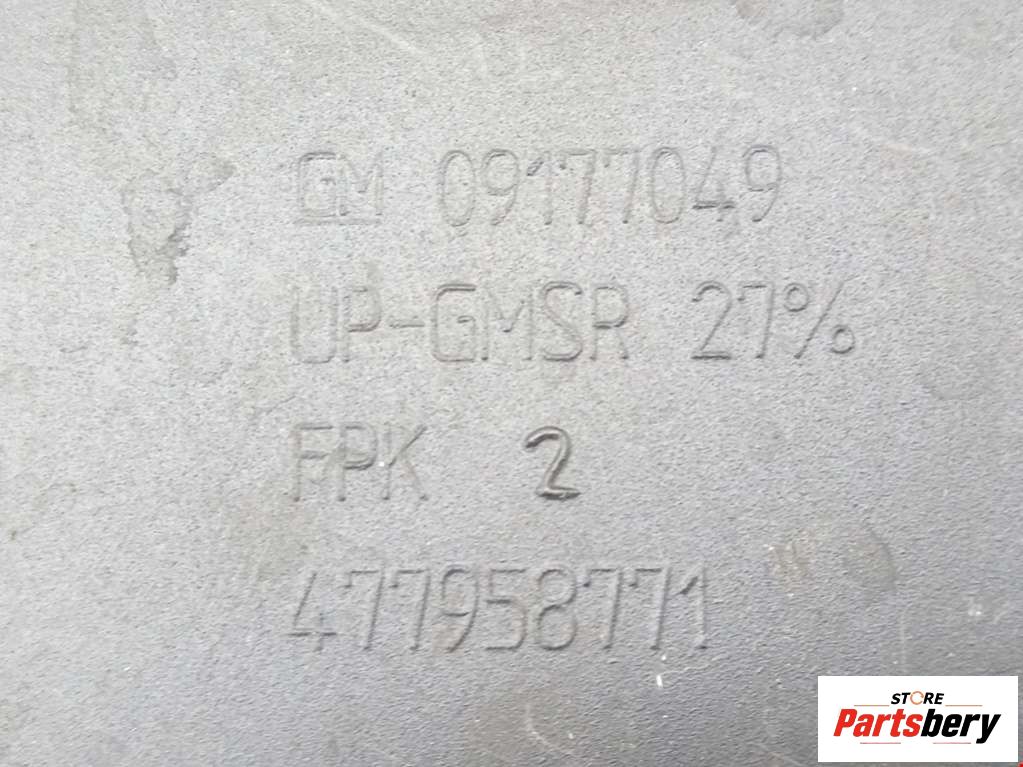 GM 09177049
UP-GMSR 27%
FPK 2
477958771
STORE
Partsbery